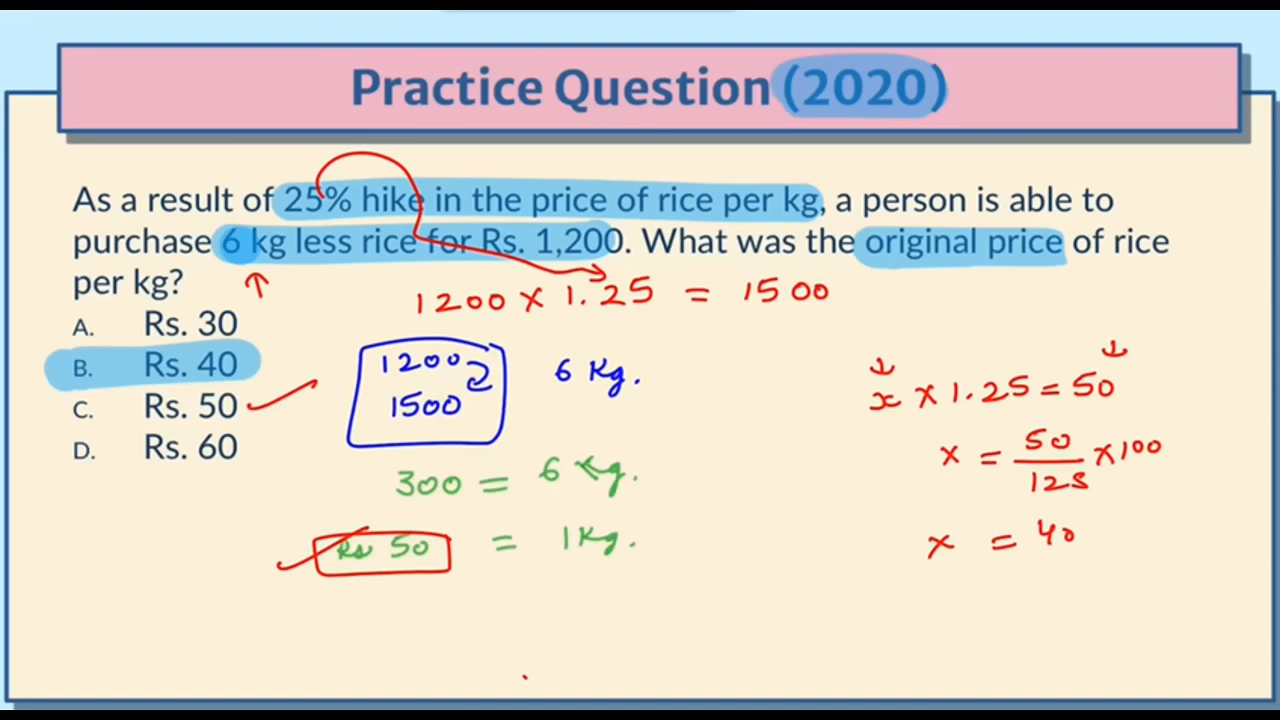 Practice Question (2020)
As a result of 25% hike in the price of rice per kg, a person is able to
purchase 6 kg less rice for Rs. 1,200. What was the original price of rice
per kg?
1200 x 1.25 = 1500
A. Rs. 30
B. Rs. 40
C. Rs. 50
D. Rs. 60
1200
1500
6 Kg.
300 = 6 Kg.
Rs 50 = 1 Kg.
x × 1.25 = 50
x = 50/125 × 100
x = 40